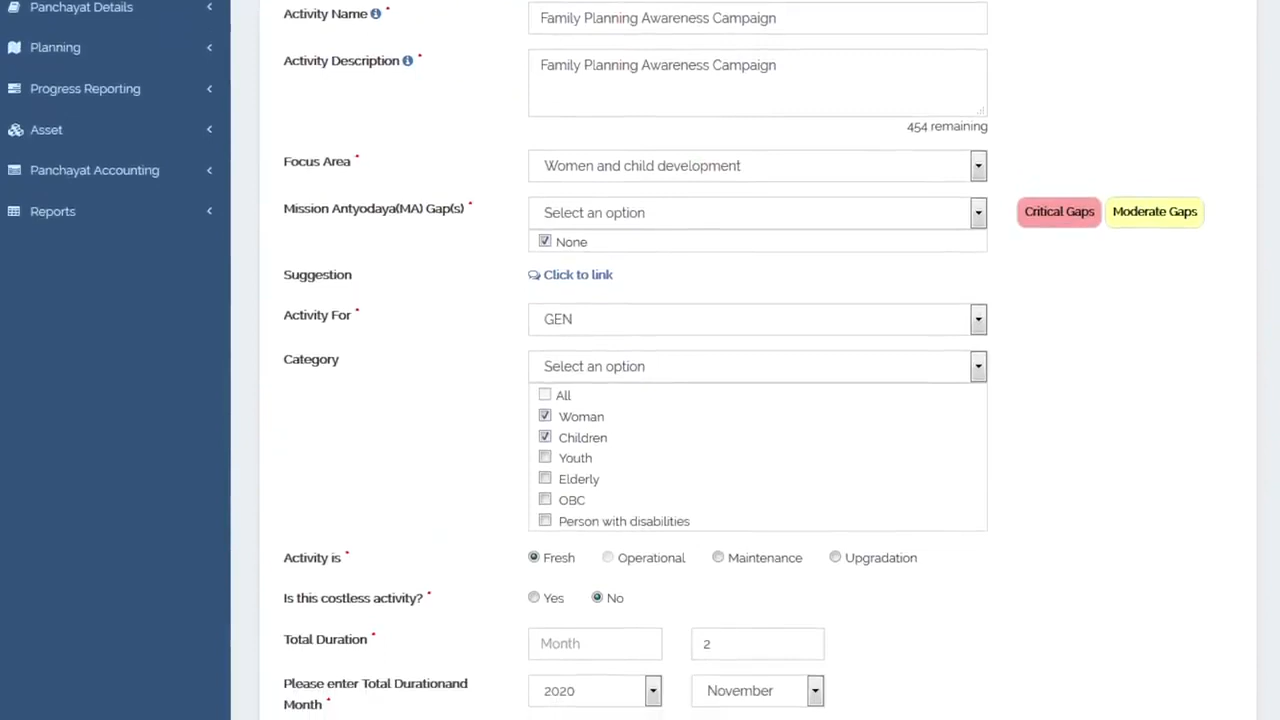 Panchayat Details
Planning
Progress Reporting
Asset
Panchayat Accounting
Reports
Activity Name * Family Planning Awareness Campaign
Activity Description * Family Planning Awareness Campaign
454 remaining
Focus Area * Women and child development
Mission Antyodaya(MA) Gap(s) * Select an option Critical Gaps Moderate Gaps
None
Suggestion Click to link
Activity For * GEN
Category Select an option
All
Woman
Children
Youth
Elderly
OBC
Person with disabilities
Activity is * Fresh Operational Maintenance Upgradation
Is this costless activity? * Yes No
Total Duration * Month 2
Please enter Total Durationand
Month * 2020 November